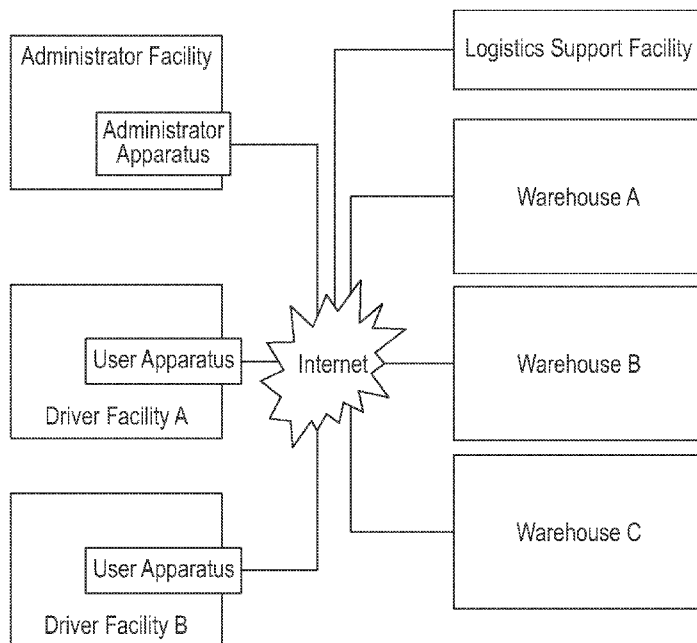 Administrator Facility
Administrator
Apparatus
User Apparatus
Driver Facility A
User Apparatus
Driver Facility B
Internet
Logistics Support Facility
Warehouse A
Warehouse B
Warehouse C